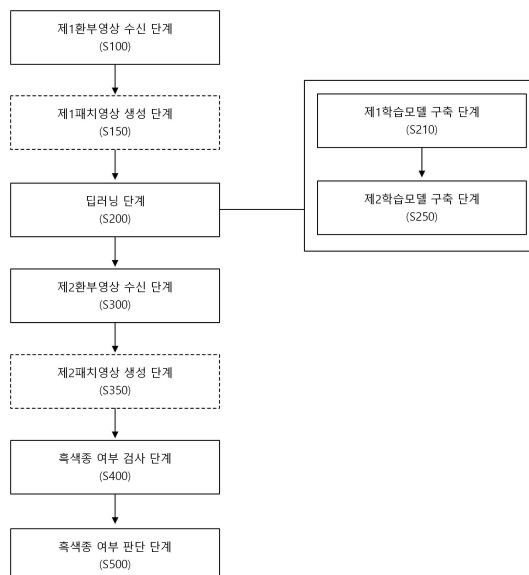 제1환부영상 수신 단계
(S100)
제1패치영상 생성 단계
(S150)
딥러닝 단계
(S200)
제1학습모델 구축 단계
(S210)
제2학습모델 구축 단계
(S250)
제2환부영상 수신 단계
(S300)
제2패치영상 생성 단계
(S350)
흑색종 여부 검사 단계
(S400)
흑색종 여부 판단 단계
(S500)